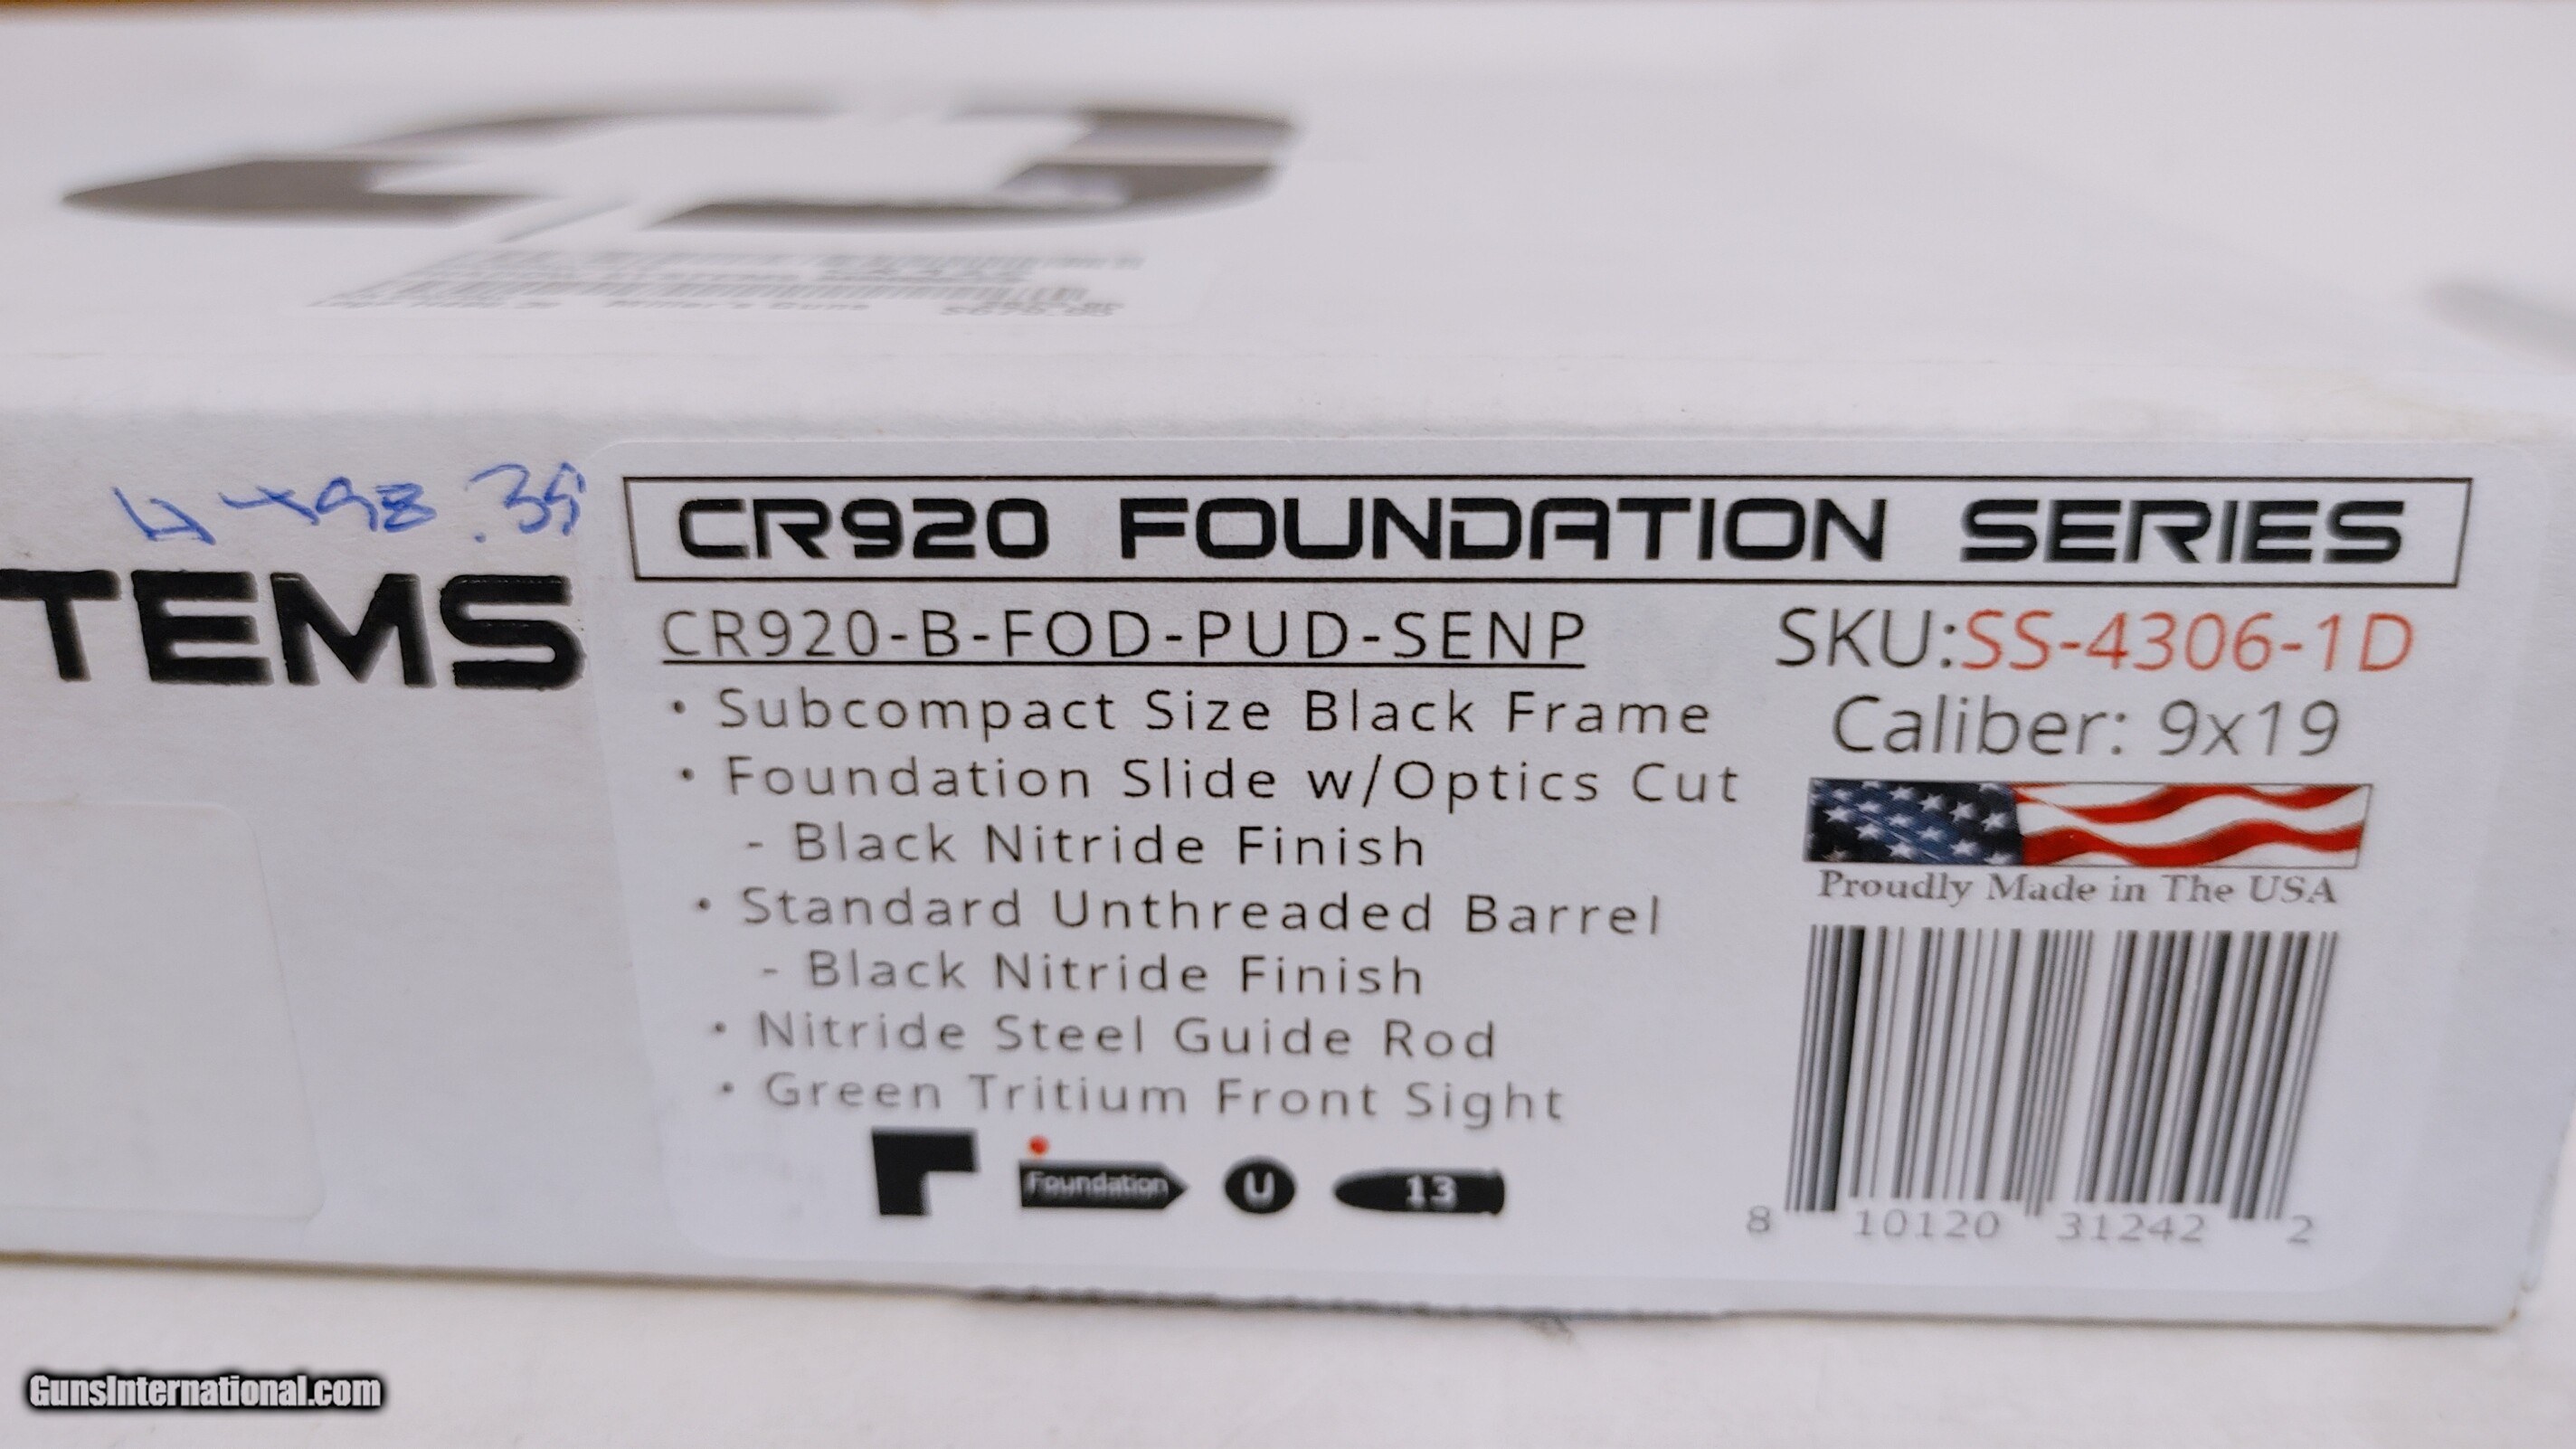 TEMS
CR920 FOUNDATION SERIES
CR920-B-FOD-PUD-SENP
• Subcompact Size Black Frame
• Foundation Slide w/Optics Cut
- Black Nitride Finish
• Standard Unthreaded Barrel
- Black Nitride Finish
• Nitride Steel Guide Rod
• Green Tritium Front Sight
Foundation U 13
SKU:SS-4306-1D
Caliber: 9x19
Proudly Made in The USA
8 10120 31242 2
GunsInternational.com